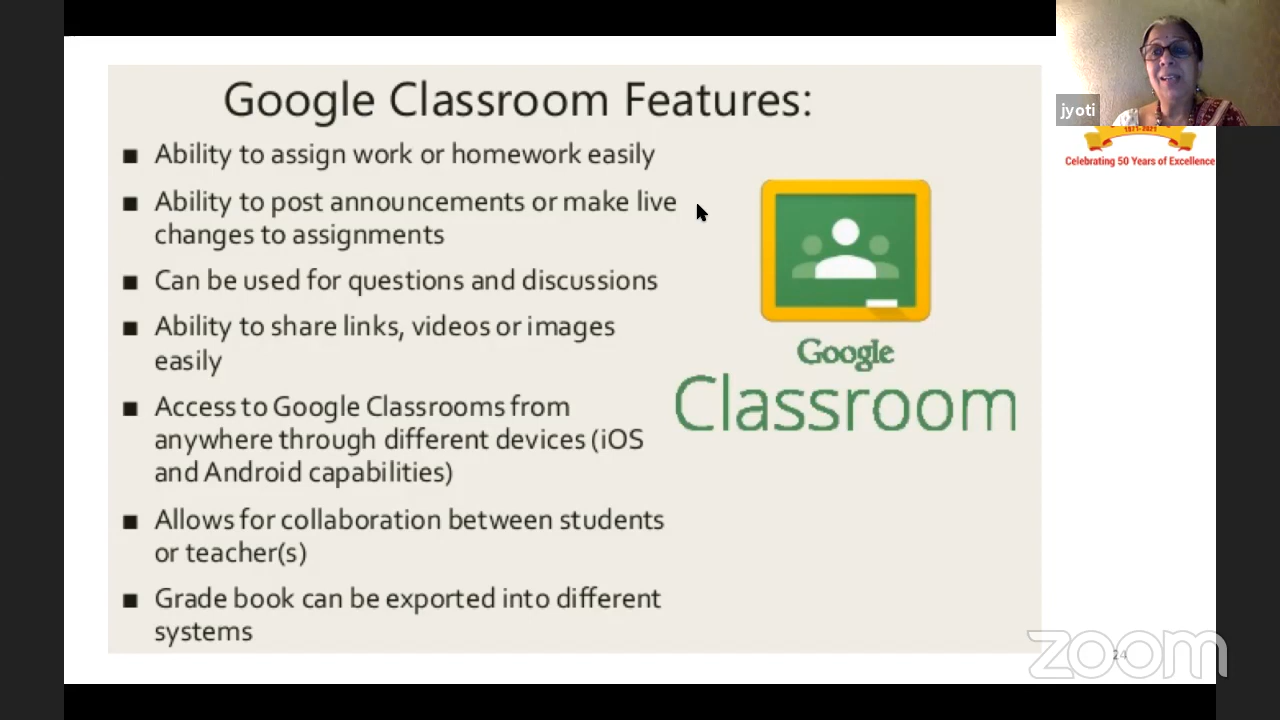 Google Classroom Features:
■ Ability to assign work or homework easily
■ Ability to post announcements or make live
changes to assignments
■ Can be used for questions and discussions
■ Ability to share links, videos or images
easily
■ Access to Google Classrooms from
anywhere through different devices (iOS
and Android capabilities)
■ Allows for collaboration between students
or teacher(s)
■ Grade book can be exported into different
systems
Google
Classroom
jyoti
1971-2021
Celebrating 50 Years of Excellence
24
zoom